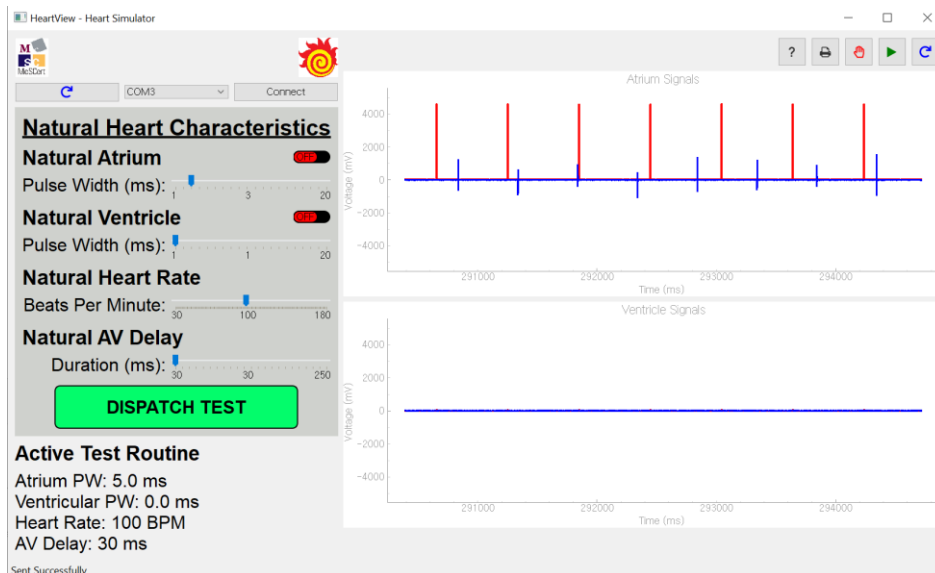 HeartView - Heart Simulator
M
S C
MacSCort
COM3
Connect
?
Natural Heart Characteristics
Natural Atrium
OFF
Pulse Width (ms):
1 3 20
Natural Ventricle
OFF
Pulse Width (ms):
1 1 20
Natural Heart Rate
Beats Per Minute:
30 100 180
Natural AV Delay
Duration (ms):
30 30 250
DISPATCH TEST
Active Test Routine
Atrium PW: 5.0 ms
Ventricular PW: 0.0 ms
Heart Rate: 100 BPM
AV Delay: 30 ms
Sent Successfully
Atrium Signals
Voltage (mV)
4000
2000
0
-2000
-4000
291000 292000 293000 294000
Time (ms)
Ventricle Signals
Voltage (mV)
4000
2000
0
-2000
-4000
291000 292000 293000 294000
Time (ms)